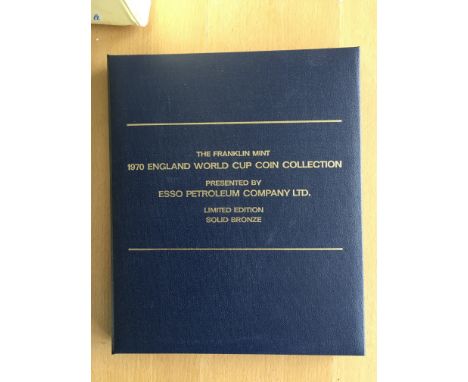 THE FRANKLIN MINT
1970 ENGLAND WORLD CUP COIN COLLECTION
PRESENTED BY
ESSO PETROLEUM COMPANY LTD.
LIMITED EDITION
SOLID BRONZE